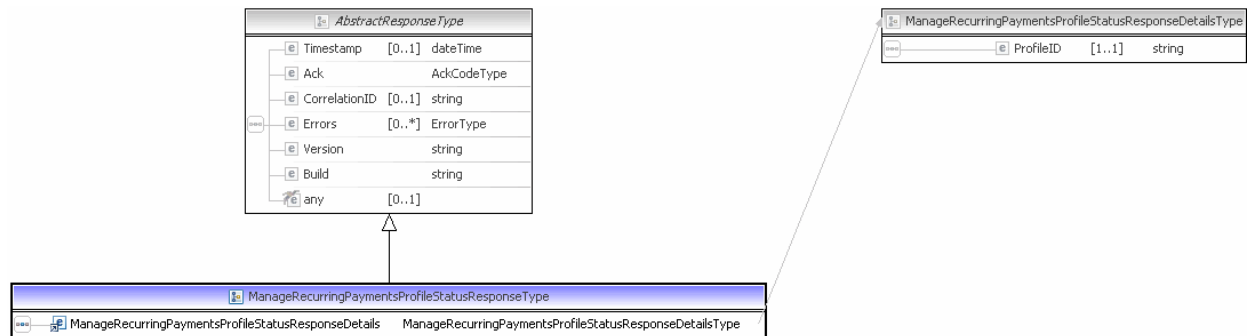 AbstractResponseType
Timestamp [0..1] dateTime
Ack AckCodeType
CorrelationID [0..1] string
Errors [0..*] ErrorType
Version string
Build string
any [0..1]
ManageRecurringPaymentsProfileStatusResponseDetailsType
ProfileID [1..1] string
ManageRecurringPaymentsProfileStatusResponseType
ManageRecurringPaymentsProfileStatusResponseDetails ManageRecurringPaymentsProfileStatusResponseDetailsType